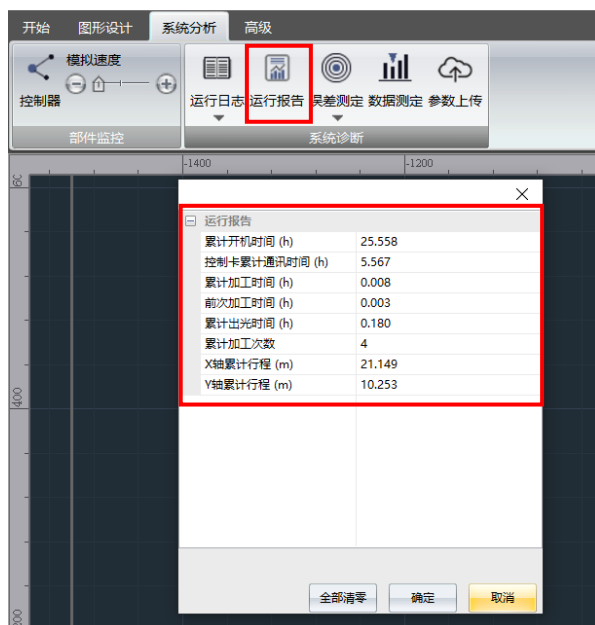 开始 图形设计 系统分析 高级
模拟速度
控制器
运行日志 运行报告 误差测定 数据测定 参数上传
部件监控 系统诊断
-1400 -1200
运行报告
累计开机时间 (h) 25.558
控制卡累计通讯时间 (h) 5.567
累计加工时间 (h) 0.008
前次加工时间 (h) 0.003
累计出光时间 (h) 0.180
累计加工次数 4
X轴累计行程 (m) 21.149
Y轴累计行程 (m) 10.253
400
全部清零 确定 取消